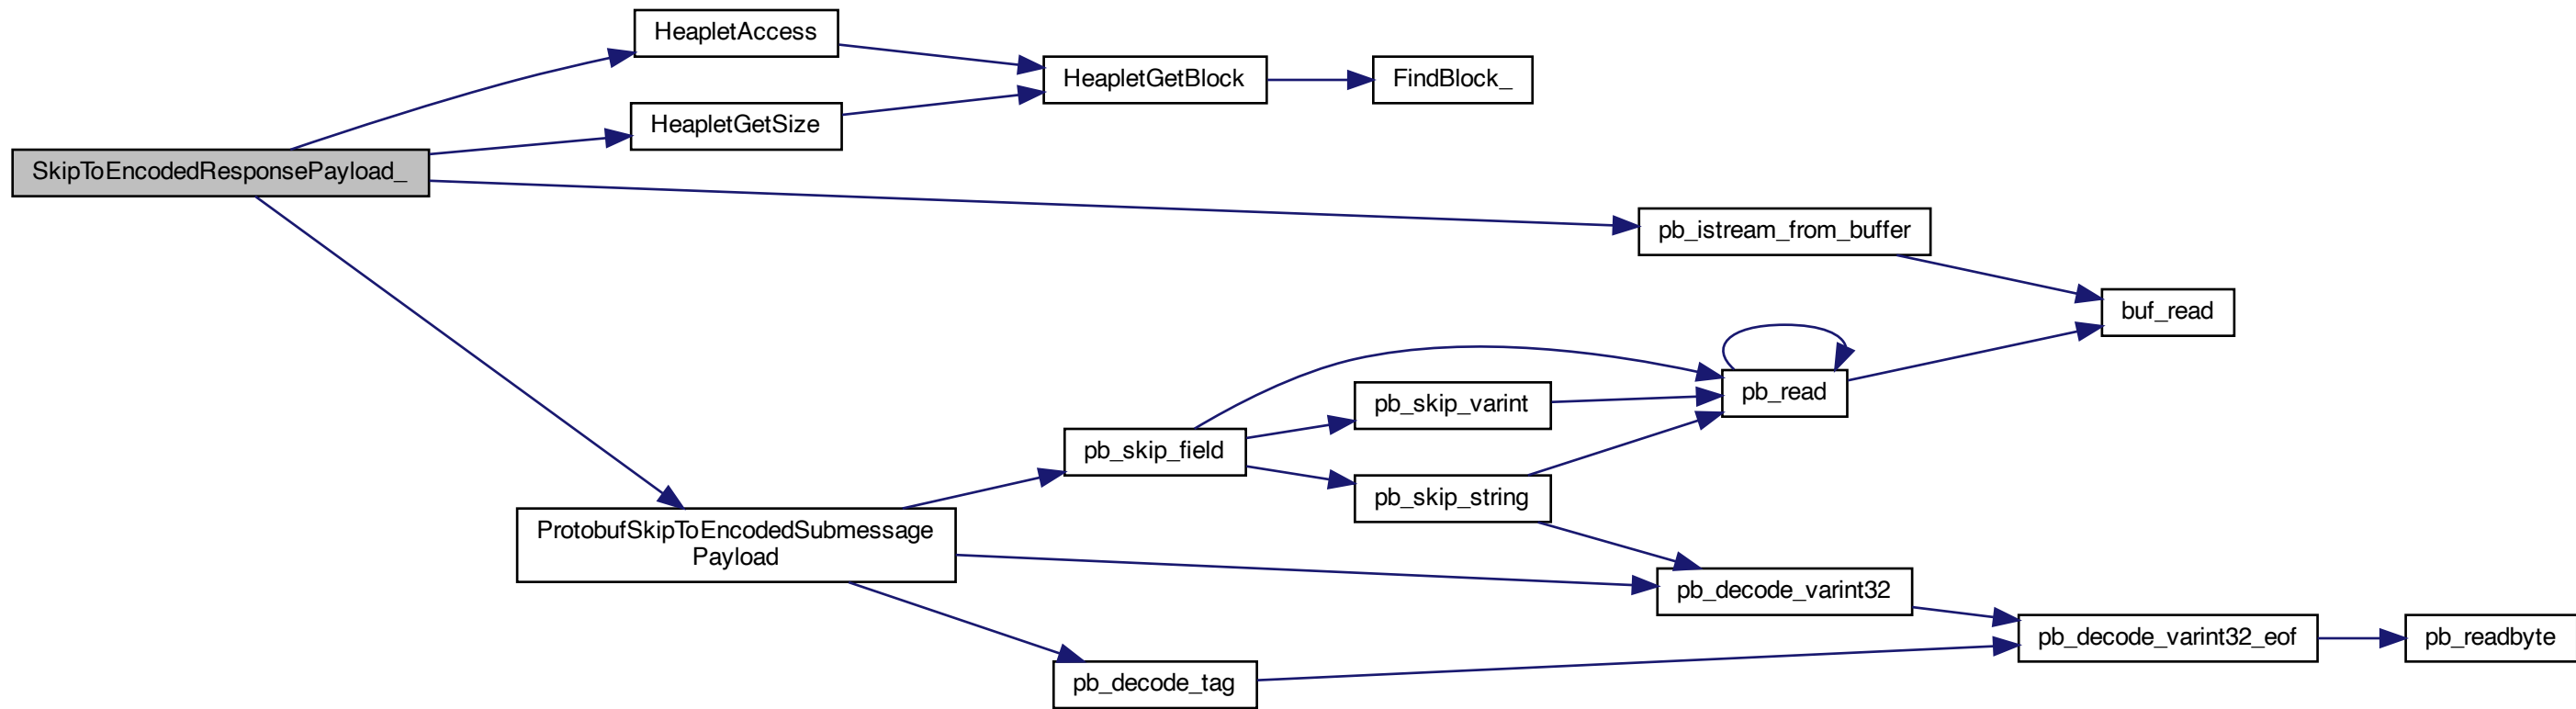 HeapletAccess
HeapletGetBlock
FindBlock_
HeapletGetSize
SkipToEncodedResponsePayload_
pb_istream_from_buffer
buf_read
pb_read
pb_skip_varint
pb_skip_field
pb_skip_string
ProtobufSkipToEncodedSubmessage
Payload
pb_decode_varint32
pb_decode_varint32_eof
pb_readbyte
pb_decode_tag